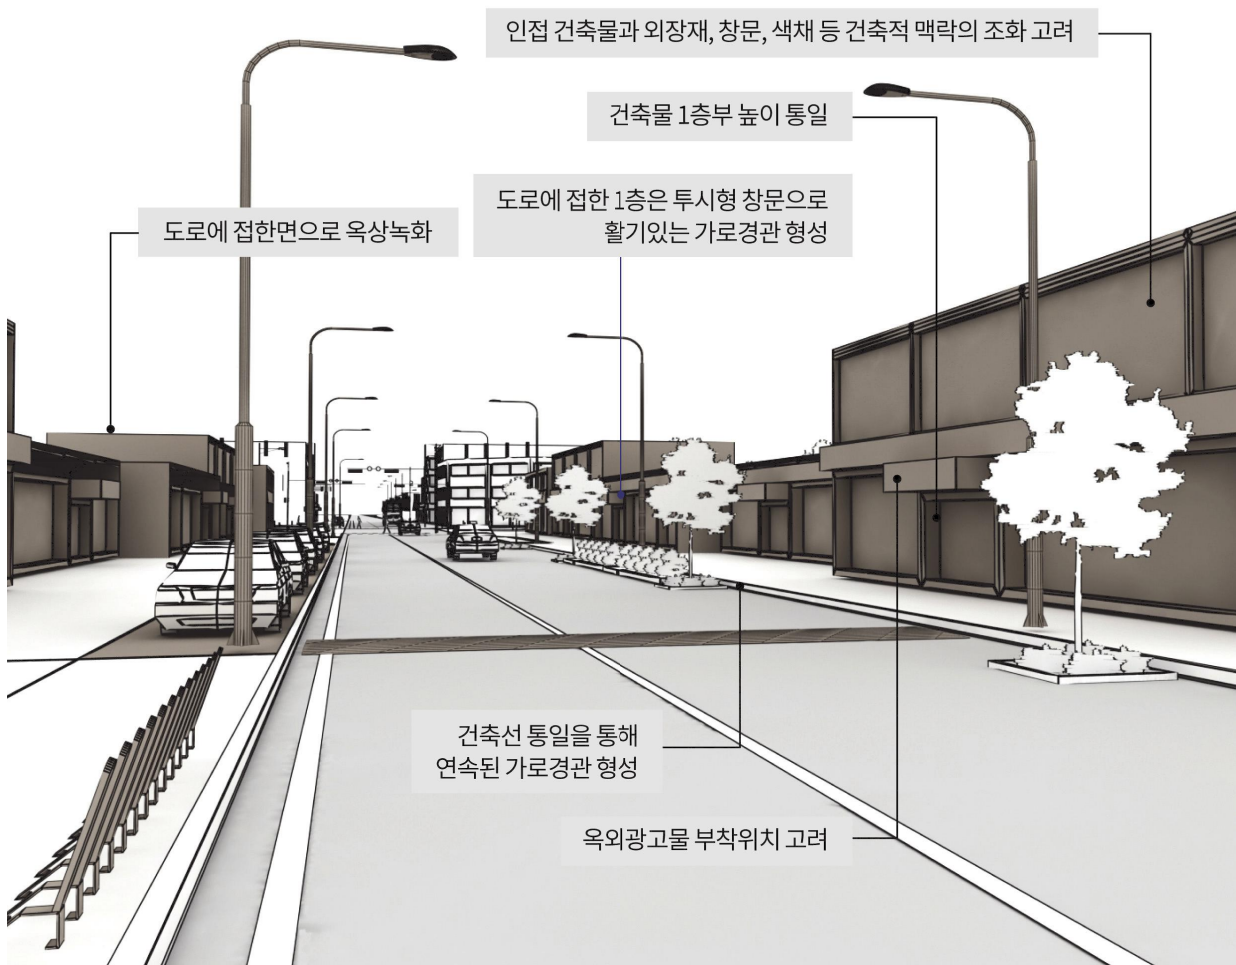 인접 건축물과 외장재, 창문, 색채 등 건축적 맥락의 조화 고려
건축물 1층부 높이 통일
도로에 접한 1층은 투시형 창문으로
활기있는 가로경관 형성
도로에 접한면으로 옥상녹화
건축선 통일을 통해
연속된 가로경관 형성
옥외광고물 부착위치 고려